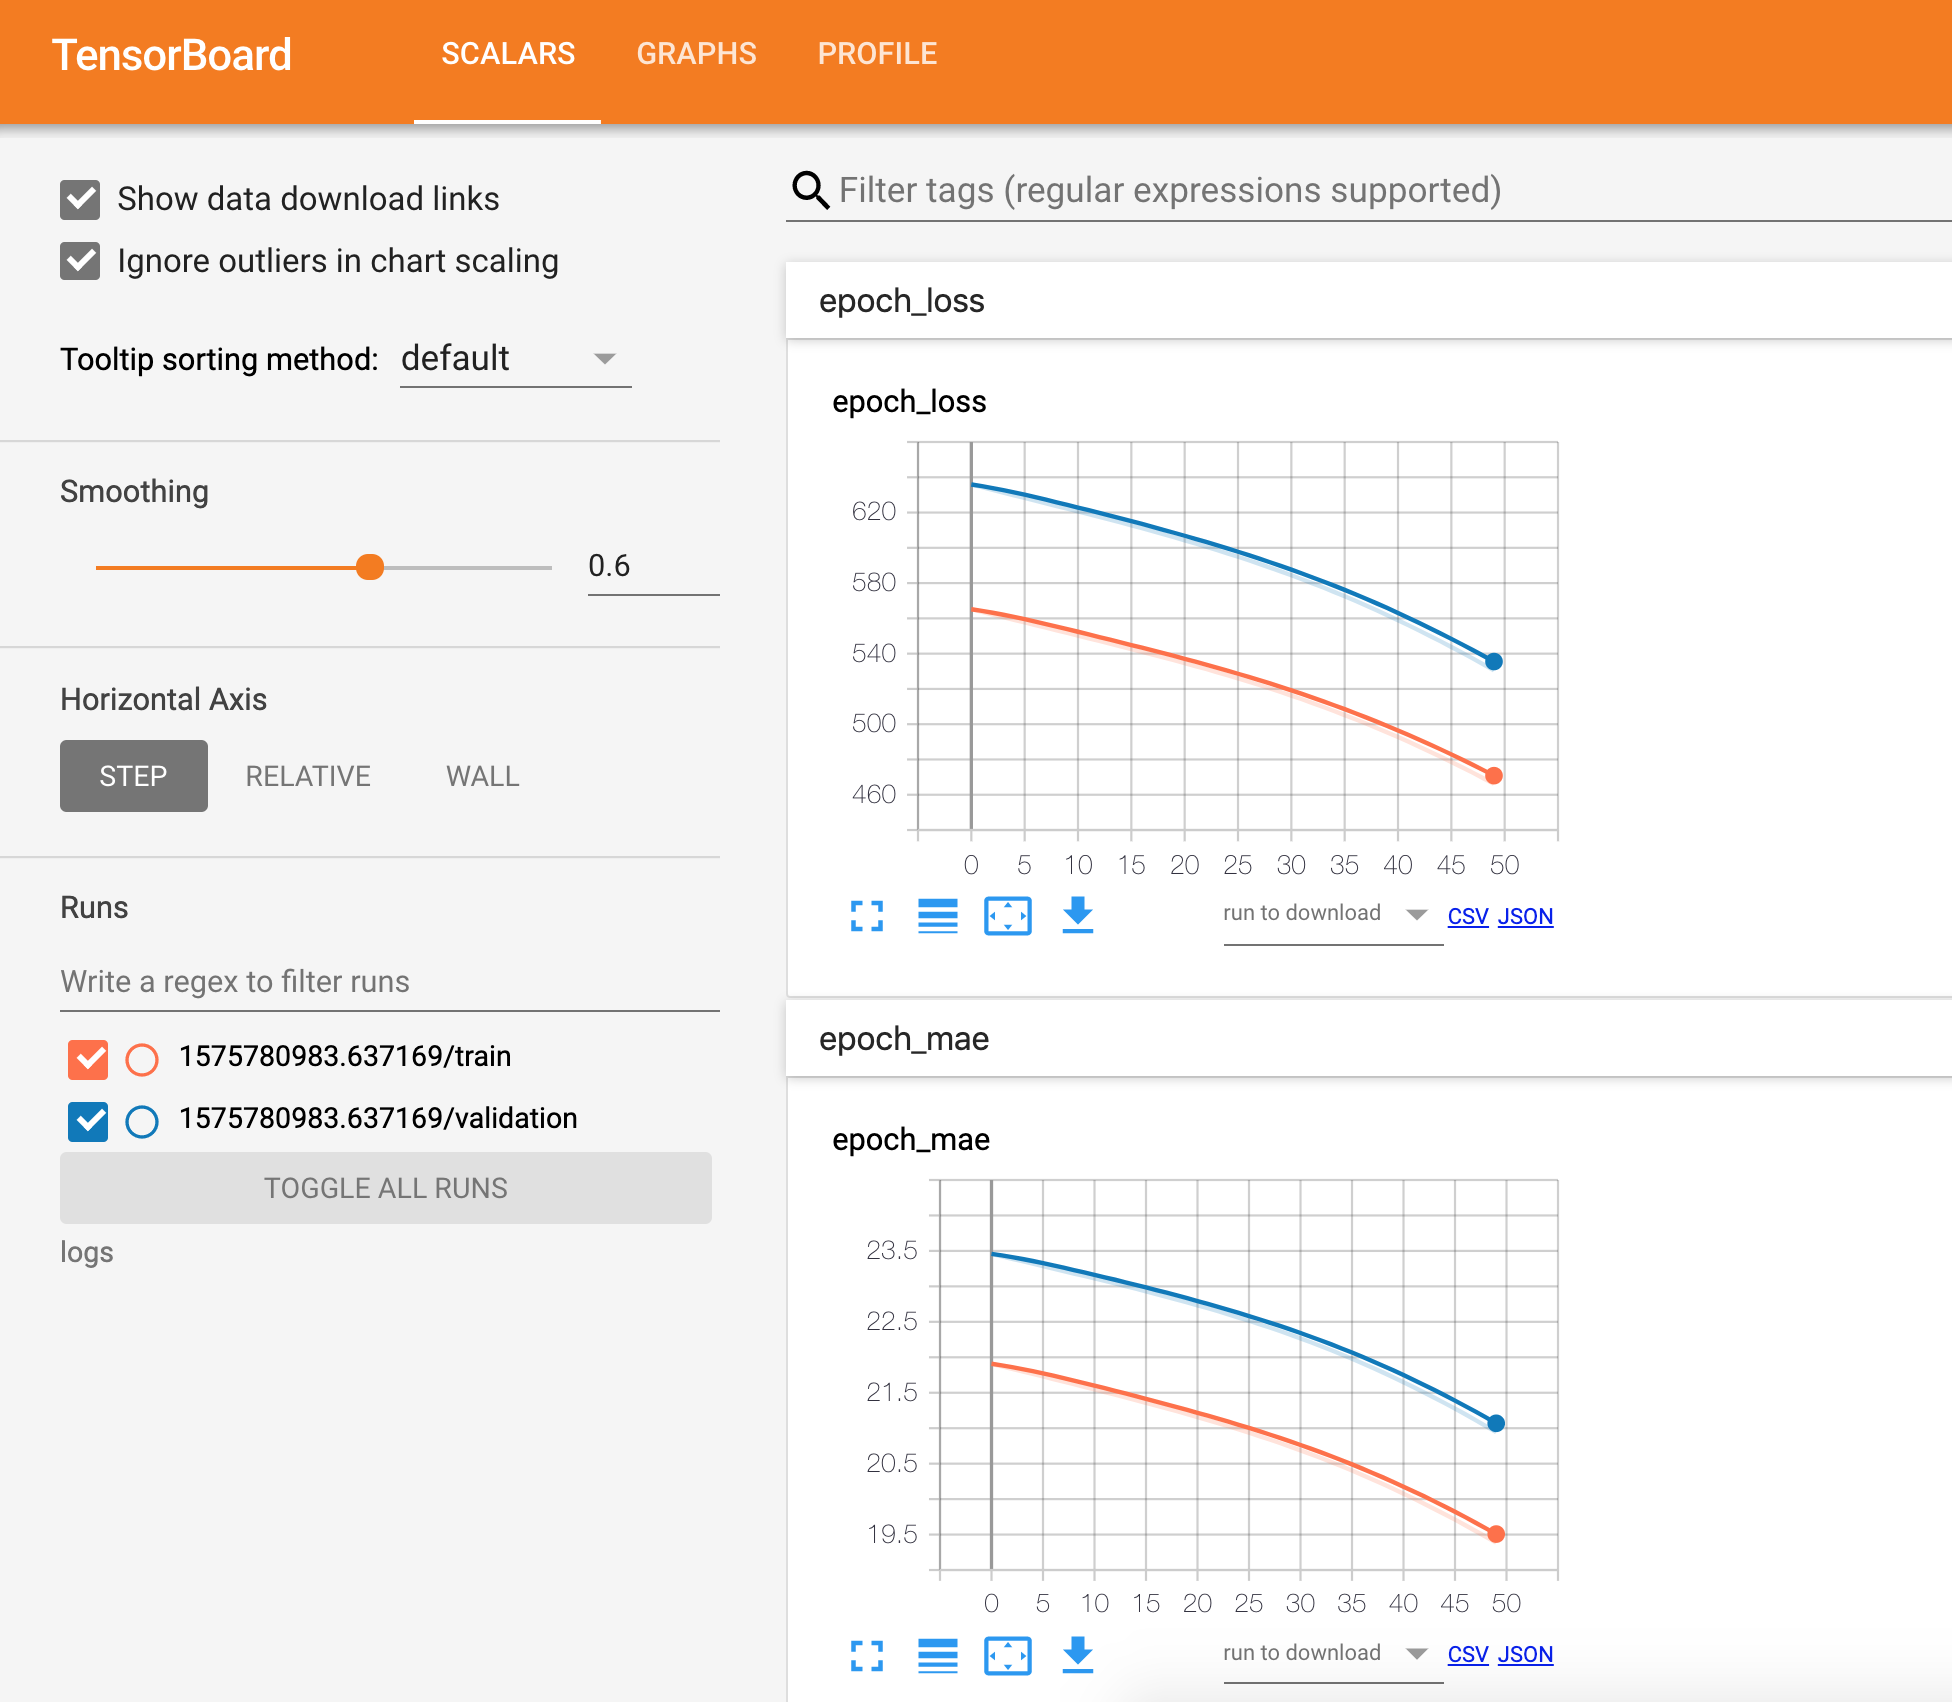 TensorBoard SCALARS GRAPHS PROFILE
Show data download links
Ignore outliers in chart scaling
Tooltip sorting method: default
Smoothing
0.6
Horizontal Axis
STEP RELATIVE WALL
Runs
Write a regex to filter runs
1575780983.637169/train
1575780983.637169/validation
TOGGLE ALL RUNS
logs
Filter tags (regular expressions supported)
epoch_loss
epoch_loss
620
580
540
500
460
0 5 10 15 20 25 30 35 40 45 50
run to download CSV JSON
epoch_mae
epoch_mae
23.5
22.5
21.5
20.5
19.5
0 5 10 15 20 25 30 35 40 45 50
run to download CSV JSON